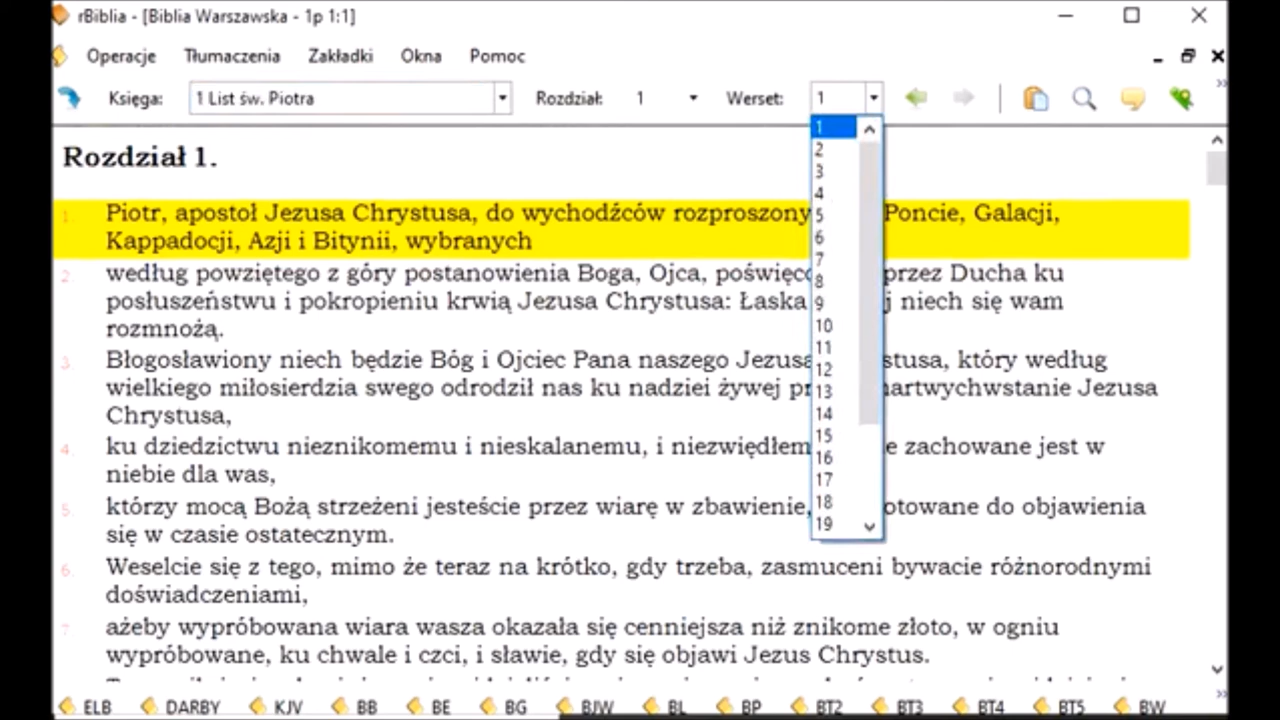 rBiblia - [Biblia Warszawska - 1p 1:1]
Operacje Tłumaczenia Zakładki Okna Pomoc
Księga: 1 List św. Piotra Rozdział: 1 Werset: 1
Rozdział 1.
1. Piotr, apostoł Jezusa Chrystusa, do wychodźców Poncie, Galacji,
Kappadocji, Azji i Bitynii, wybranych
2. według powziętego z góry postanowienia Boga, Ojca, przez Ducha ku
posłuszeństwu i pokropieniu krwią Jezusa Chrystusa: Łaska niech się wam
rozmnożą.
3. Błogosławiony niech będzie Bóg i Ojciec Pana naszego Jezusa który według
wielkiego miłosierdzia swego odrodził nas ku nadziei żywej Jezusa
Chrystusa,
4. ku dziedzictwu nieznikomemu i nieskalanemu, i zachowane jest w
niebie dla was,
5. którzy mocą Bożą strzeżeni jesteście przez wiarę w zbawienie, do objawienia
się w czasie ostatecznym.
6. Weselcie się z tego, mimo że teraz na krótko, gdy trzeba, zasmuceni bywacie różnorodnymi
doświadczeniami,
7 ażeby wypróbowana wiara wasza okazała się cenniejsza niż znikome złoto, w ogniu
wypróbowane, ku chwale i czci, i sławie, gdy się objawi Jezus Chrystus.
1
2
3
4
5
6
7
8
9
10
11
12
13
14
15
16
17
18
19
ELB DARBY KJV BB BE BG BJW BL BP BT2 BT3 BT4 BT5 BW